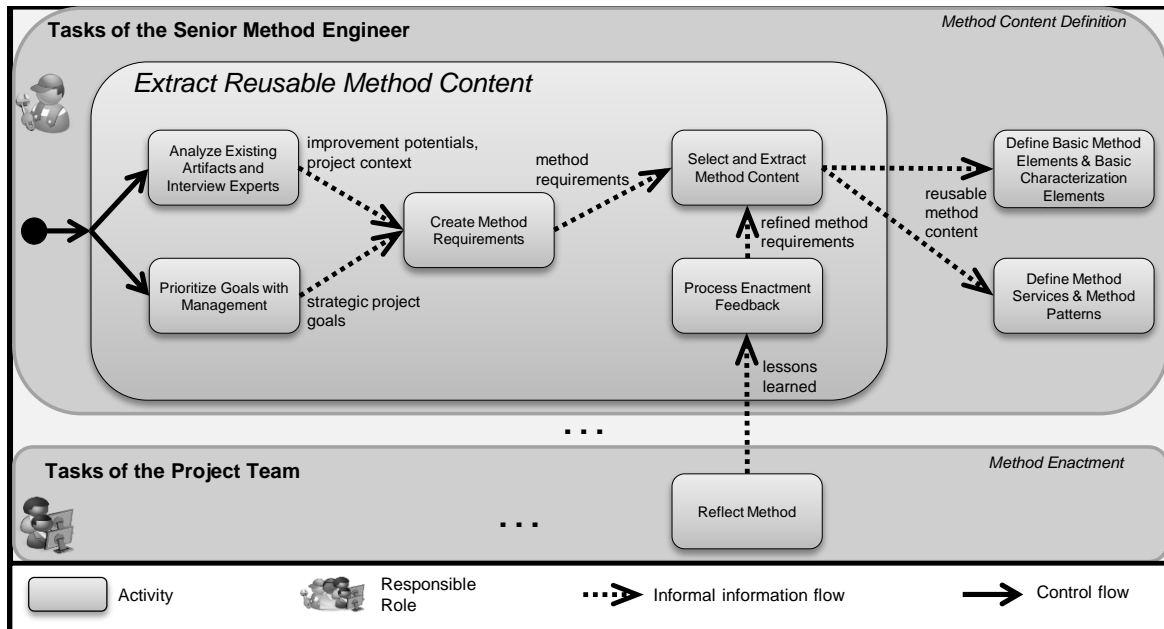 Tasks of the Senior Method Engineer
Method Content Definition
Extract Reusable Method Content
Analyze Existing
Artifacts and
Interview Experts
improvement potentials,
project context
Prioritize Goals with
Management
strategic project
goals
Create Method
Requirements
method
requirements
Select and Extract
Method Content
refined method
requirements
Process Enactment
Feedback
lessons
learned
Define Basic Method
Elements & Basic
Characterization
Elements
reusable
method
content
Define Method
Services & Method
Patterns
...
Tasks of the Project Team
Method Enactment
...
Reflect Method
Activity
Responsible
Role
Informal information flow
Control flow